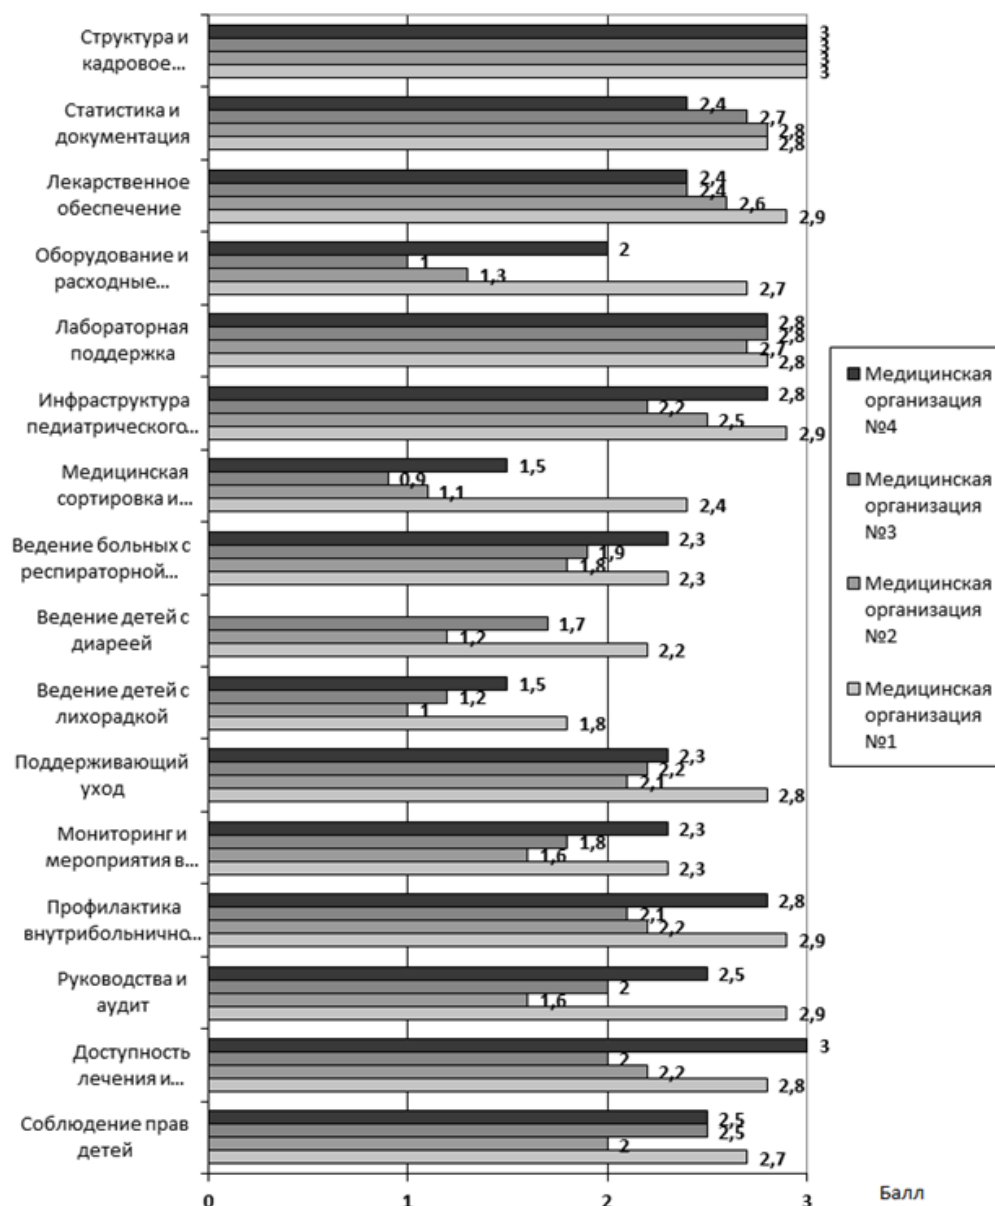 Структура и
кадровое...
3
3
3
3
Статистика и
документация
2,4
2,7
2,8
2,8
Лекарственное
обеспечение
2,4
2,4
2,6
2,9
Оборудование и
расходные...
2
1
1,3
2,7
Лабораторная
поддержка
2,8
2,8
2,7
2,8
Инфраструктура
педиатрического...
2,8
2,2
2,5
2,9
Медицинская
сортировка и...
1,5
0,9
1,1
2,4
Ведение больных с
респираторной...
2,3
1,9
1,8
2,3
Ведение детей с
диареей
1,7
1,2
2,2
Ведение детей с
лихорадкой
1,5
1,2
1
1,8
Поддерживающий
уход
2,3
2,2
2,1
2,8
Мониторинг и
мероприятия в...
2,3
1,8
1,6
2,3
Профилактика
внутрибольнично...
2,8
2,1
2,2
2,9
Руководства и
аудит
2,5
2
1,6
2,9
Доступность
лечения и...
3
2
2,2
2,8
Соблюдение прав
детей
2,5
2,5
2
2,7
0 1 2 3
Балл
Медицинская
организация
№4
Медицинская
организация
№3
Медицинская
организация
№2
Медицинская
организация
№1